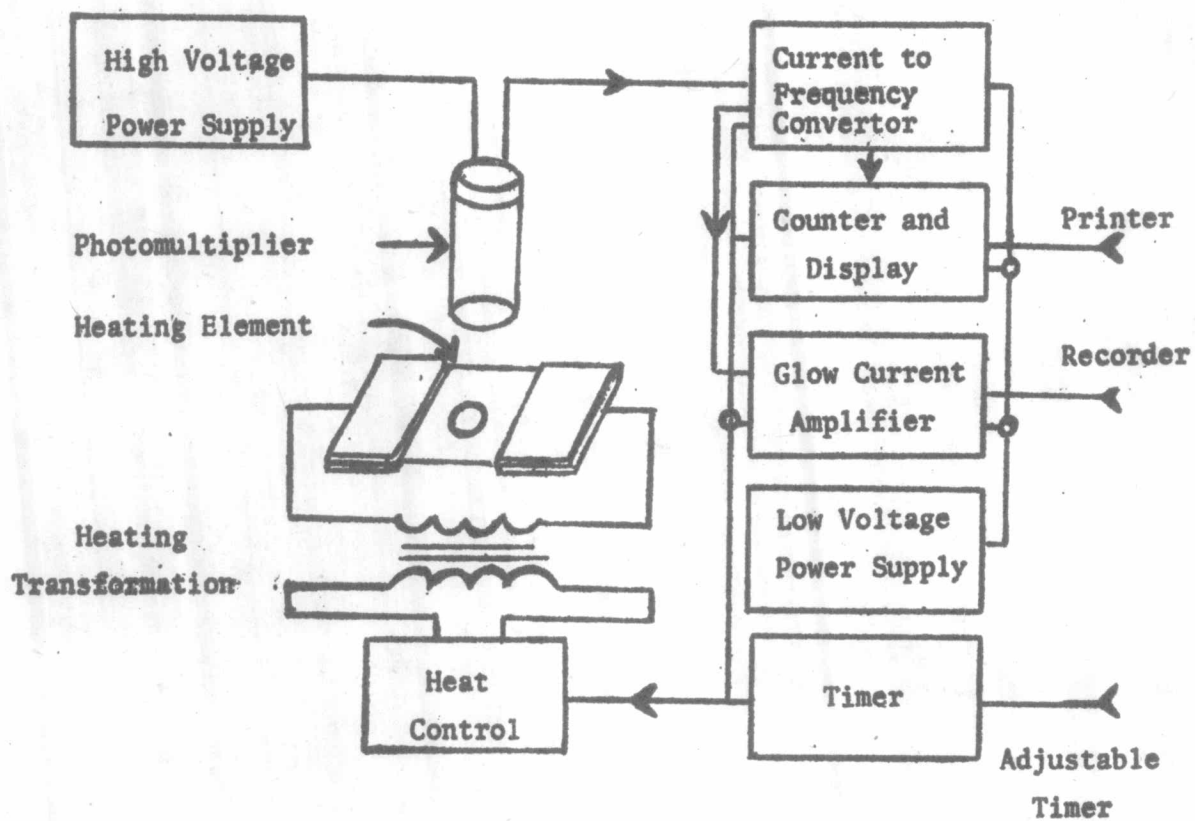 High Voltage
Power Supply
Current to
Frequency
Convertor
Photomultiplier
Counter and
Display
Printer
Heating Element
Glow Current
Amplifier
Recorder
Heating
Transformation
Low Voltage
Power Supply
Heat
Control
Timer
Adjustable
Timer